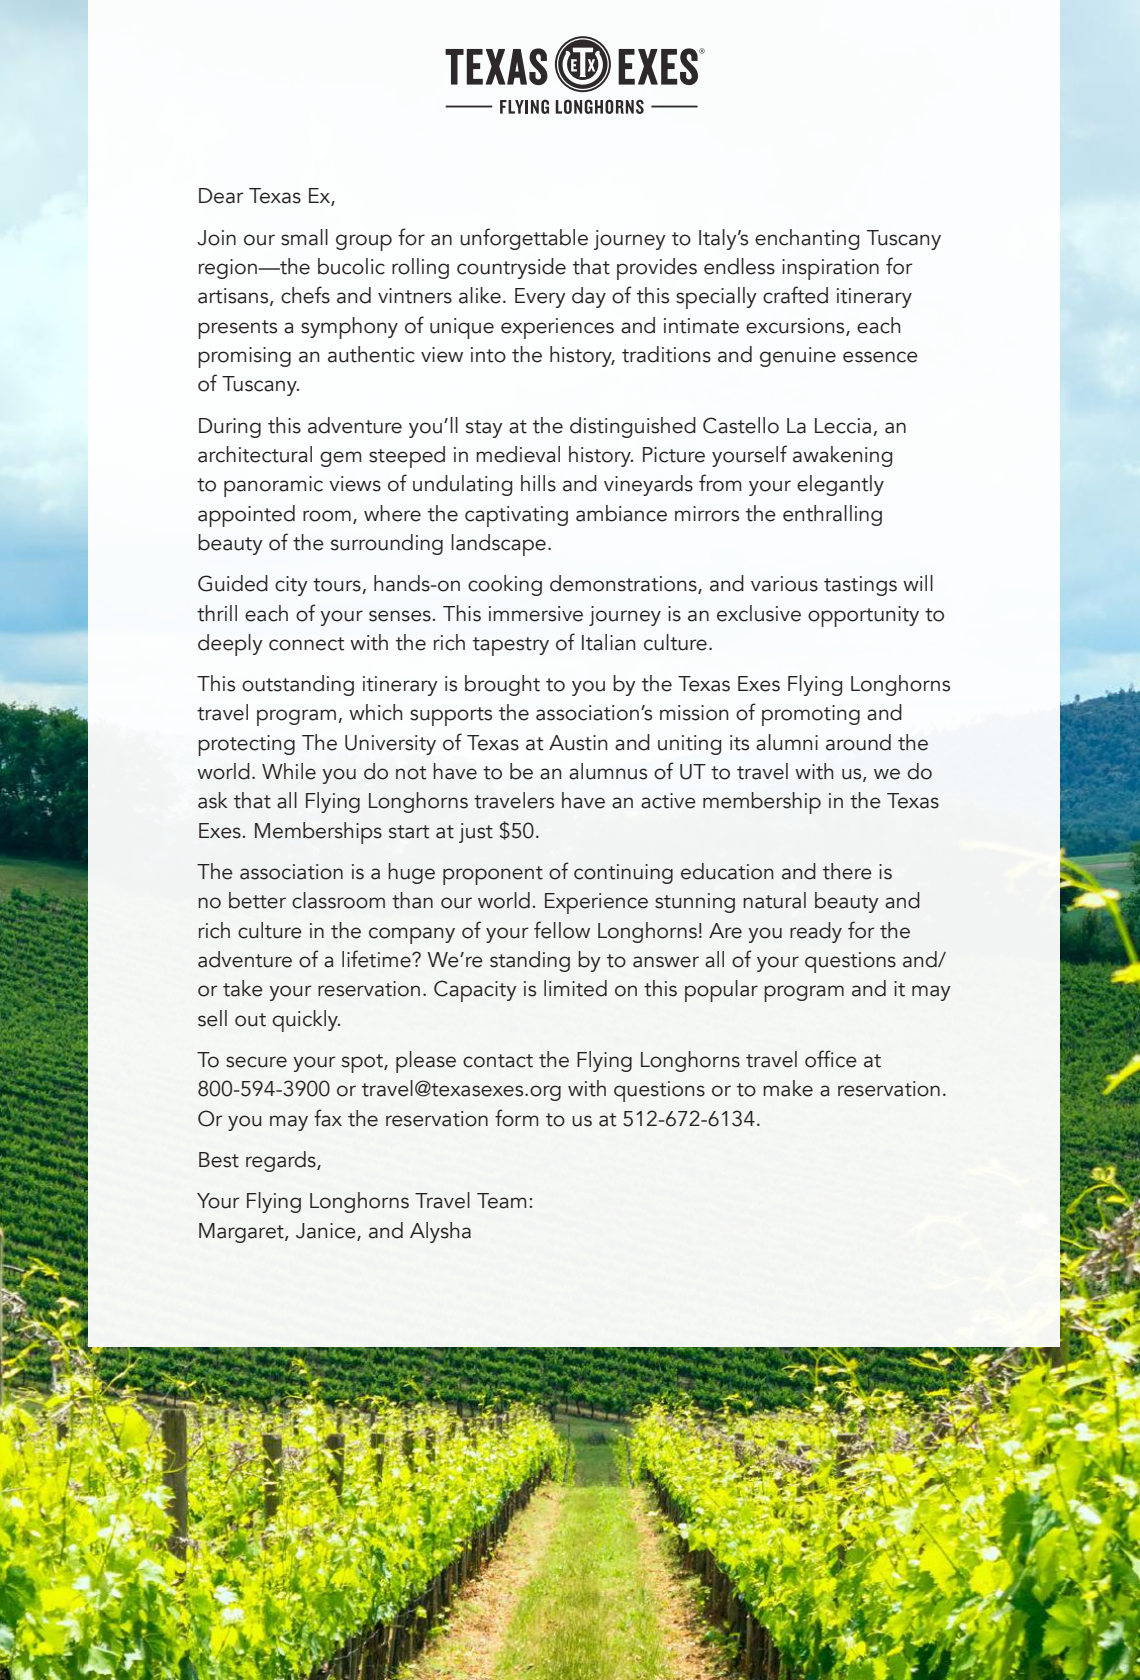 TEXAS ETX EXES®
FLYING LONGHORNS
Dear Texas Ex,
Join our small group for an unforgettable journey to Italy’s enchanting Tuscany
region—the bucolic rolling countryside that provides endless inspiration for
artisans, chefs and vintners alike. Every day of this specially crafted itinerary
presents a symphony of unique experiences and intimate excursions, each
promising an authentic view into the history, traditions and genuine essence
of Tuscany.
During this adventure you’ll stay at the distinguished Castello La Leccia, an
architectural gem steeped in medieval history. Picture yourself awakening
to panoramic views of undulating hills and vineyards from your elegantly
appointed room, where the captivating ambiance mirrors the enthralling
beauty of the surrounding landscape.
Guided city tours, hands-on cooking demonstrations, and various tastings will
thrill each of your senses. This immersive journey is an exclusive opportunity to
deeply connect with the rich tapestry of Italian culture.
This outstanding itinerary is brought to you by the Texas Exes Flying Longhorns
travel program, which supports the association’s mission of promoting and
protecting The University of Texas at Austin and uniting its alumni around the
world. While you do not have to be an alumnus of UT to travel with us, we do
ask that all Flying Longhorns travelers have an active membership in the Texas
Exes. Memberships start at just $50.
The association is a huge proponent of continuing education and there is
no better classroom than our world. Experience stunning natural beauty and
rich culture in the company of your fellow Longhorns! Are you ready for the
adventure of a lifetime? We’re standing by to answer all of your questions and/
or take your reservation. Capacity is limited on this popular program and it may
sell out quickly.
To secure your spot, please contact the Flying Longhorns travel office at
800-594-3900 or travel@texasexes.org with questions or to make a reservation.
Or you may fax the reservation form to us at 512-672-6134.
Best regards,
Your Flying Longhorns Travel Team:
Margaret, Janice, and Alysha